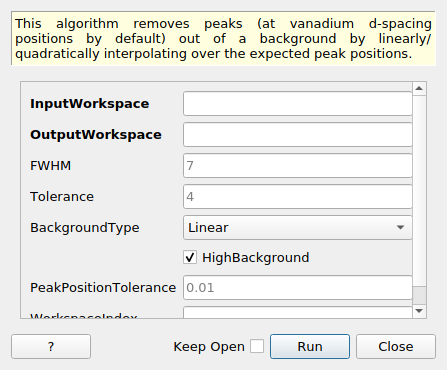 This algorithm removes peaks (at vanadium d-spacing
positions by default) out of a background by linearly/
quadratically interpolating over the expected peak positions.
InputWorkspace
OutputWorkspace
FWHM 7
Tolerance 4
BackgroundType Linear
HighBackground
PeakPositionTolerance 0.01
WorkspaceIndex
? Keep Open Run Close